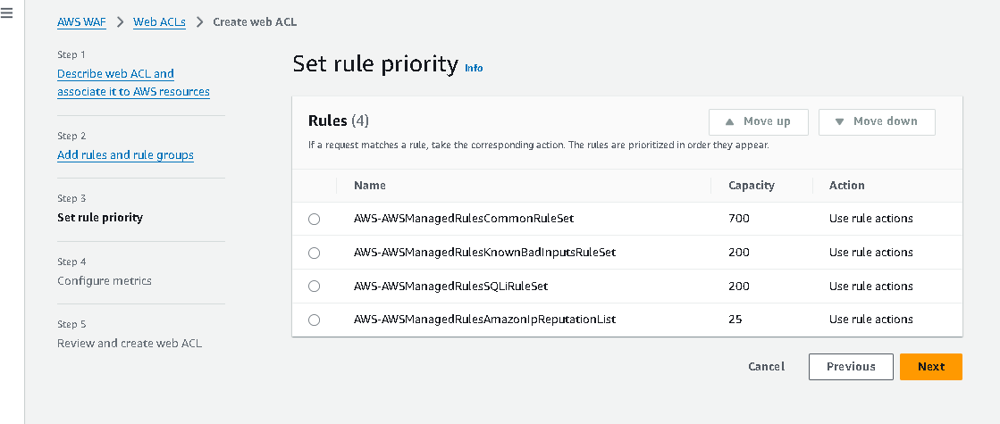 AWS WAF > Web ACLs > Create web ACL
Step 1
Describe web ACL and
associate it to AWS resources
Step 2
Add rules and rule groups
Step 3
Set rule priority
Step 4
Configure metrics
Step 5
Review and create web ACL
Set rule priority Info
Rules (4)
Move up Move down
If a request matches a rule, take the corresponding action. The rules are prioritized in order they appear.
Name Capacity Action
AWS-AWSManagedRulesCommonRuleSet 700 Use rule actions
AWS-AWSManagedRulesKnownBadInputsRuleSet 200 Use rule actions
AWS-AWSManagedRulesSQLiRuleSet 200 Use rule actions
AWS-AWSManagedRulesAmazonIpReputationList 25 Use rule actions
Cancel Previous Next